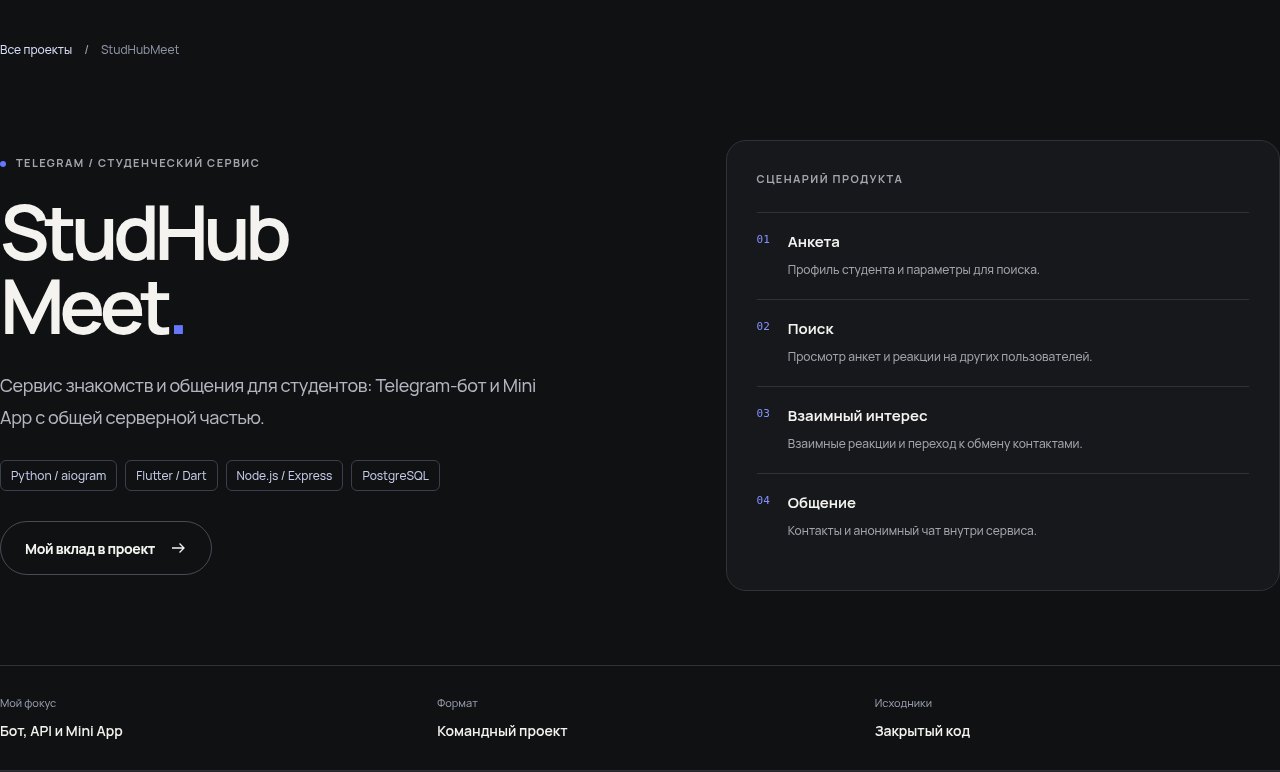 Все проекты / StudHubMeet
TELEGRAM / СТУДЕНЧЕСКИЙ СЕРВИС
StudHub
Meet.
Сервис знакомств и общения для студентов: Telegram-бот и Mini
App с общей серверной частью.
Python / aiogram
Flutter / Dart
Node.js / Express
PostgreSQL
Мой вклад в проект →
СЦЕНАРИЙ ПРОДУКТА
01 Анкета
Профиль студента и параметры для поиска.
02 Поиск
Просмотр анкет и реакции на других пользователей.
03 Взаимный интерес
Взаимные реакции и переход к обмену контактами.
04 Общение
Контакты и анонимный чат внутри сервиса.
Мой фокус
Бот, API и Mini App
Формат
Командный проект
Исходники
Закрытый код